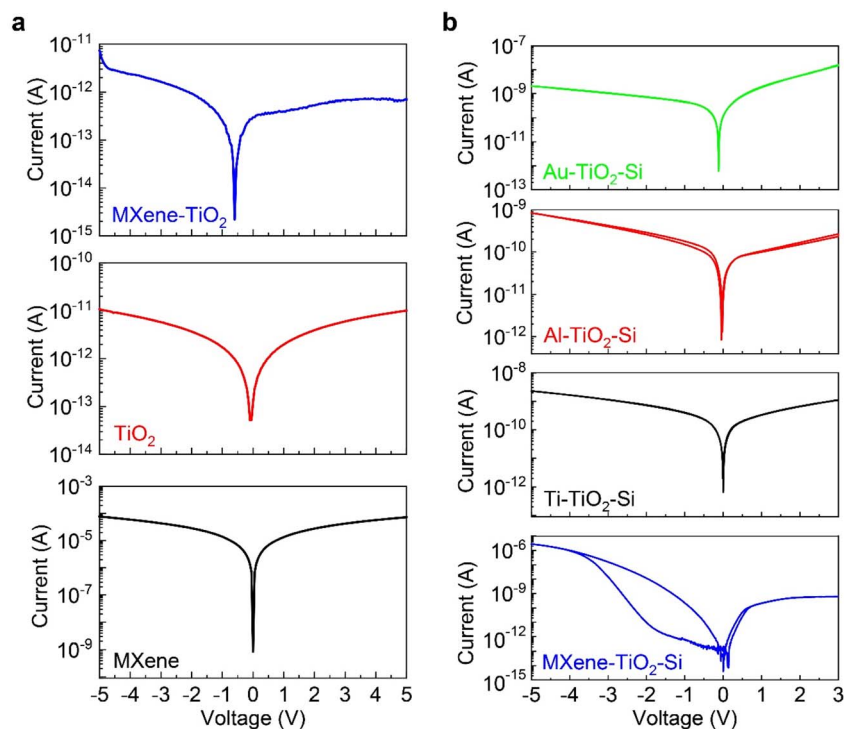 a
Current (A)
10⁻¹¹
10⁻¹²
10⁻¹³
10⁻¹⁴
10⁻¹⁵
MXene-TiO₂
Current (A)
10⁻¹⁰
10⁻¹¹
10⁻¹²
10⁻¹³
10⁻¹⁴
TiO₂
Current (A)
10⁻³
10⁻⁵
10⁻⁷
10⁻⁹
MXene
-5 -4 -3 -2 -1 0 1 2 3 4 5
Voltage (V)
b
Current (A)
10⁻⁷
10⁻⁹
10⁻¹¹
10⁻¹³
Au-TiO₂-Si
Current (A)
10⁻⁹
10⁻¹⁰
10⁻¹¹
10⁻¹²
Al-TiO₂-Si
Current (A)
10⁻⁸
10⁻¹⁰
10⁻¹²
Ti-TiO₂-Si
Current (A)
10⁻⁶
10⁻⁹
10⁻¹²
10⁻¹⁵
MXene-TiO₂-Si
-5 -4 -3 -2 -1 0 1 2 3
Voltage (V)